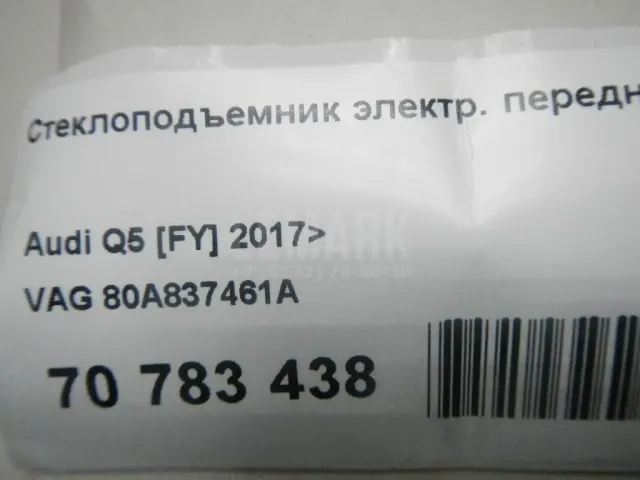 Стеклоподъемник электр. передн
Audi Q5 [FY] 2017>
VAG 80A837461A
70 783 438